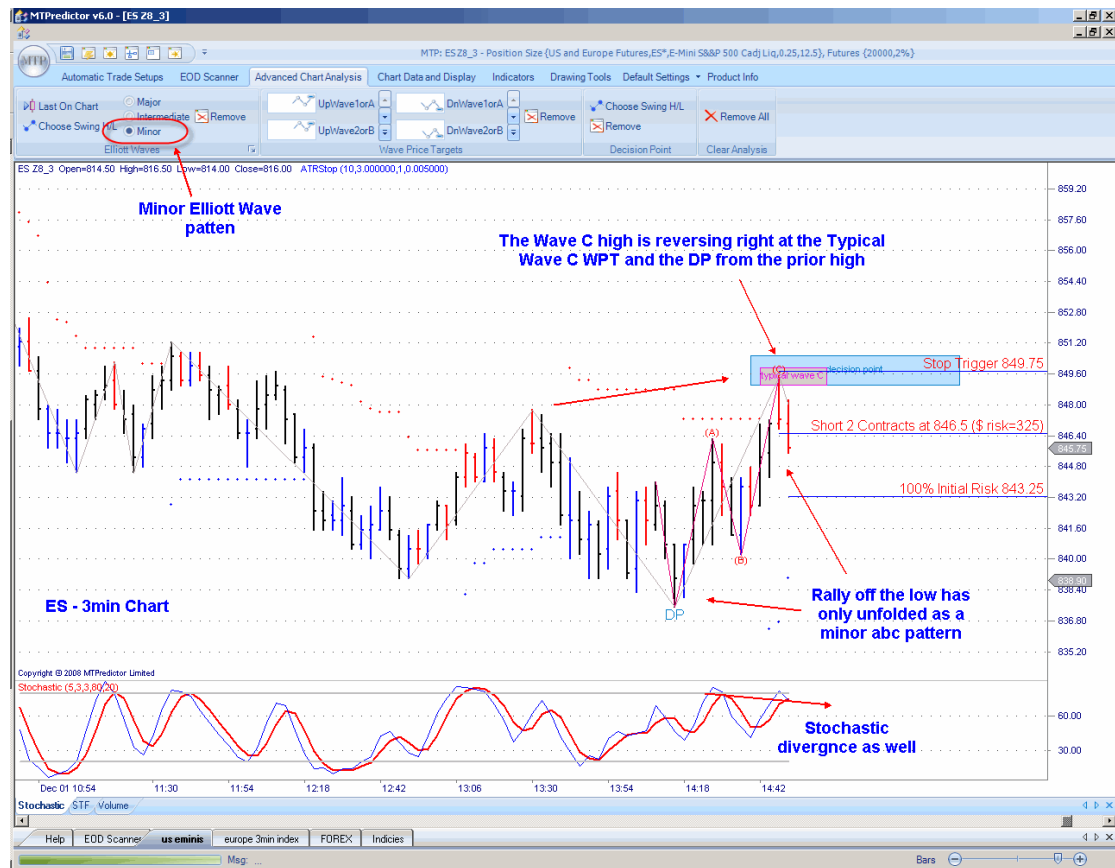 MTPredictor v6.0 - [ES Z8_3]
MTP: ES Z8_3 - Position Size {US and Europe Futures,ES*,E-Mini S&&P 500 Cadj Liq,0.25,12.5}, Futures {20000,2%}
Automatic Trade Setups EOD Scanner Advanced Chart Analysis Chart Data and Display Indicators Drawing Tools Default Settings Product Info
Last On Chart
Choose Swing H/L
Major
Intermediate
Minor
Remove
Elliott Waves
UpWave1orA
UpWave2orB
DnWave1orA
DnWave2orB
Remove
Wave Price Targets
Choose Swing H/L
Remove
Decision Point
Remove All
Clear Analysis
ES Z8_3 Open=814.50 High=816.50 Low=814.00 Close=816.00 ATRStop (10,3.000000,1,0.005000)
Minor Elliott Wave
patten
The Wave C high is reversing right at the Typical
Wave C WPT and the DP from the prior high
859.20
857.60
856.00
854.40
852.80
851.20
849.60
848.00
846.40
845.75
844.80
843.20
841.60
840.00
838.90
838.40
836.80
835.20
Stop Trigger 849.75
(C)
decision point
typical wave C
Short 2 Contracts at 846.5 ($ risk=325)
(A)
100% Initial Risk 843.25
(B)
DP
ES - 3min Chart
Rally off the low has
only unfolded as a
minor abc pattern
Copyright © 2008 MTPredictor Limited
Stochastic (5,3,3,80,20)
60.00
30.00
Stochastic
divergnce as well
Dec 01 10:54 11:30 11:54 12:18 12:42 13:06 13:30 13:54 14:18 14:42
Stochastic STF Volume
Help EOD Scanner us eminis europe 3min index FOREX Indicies
Msg: ...
Bars